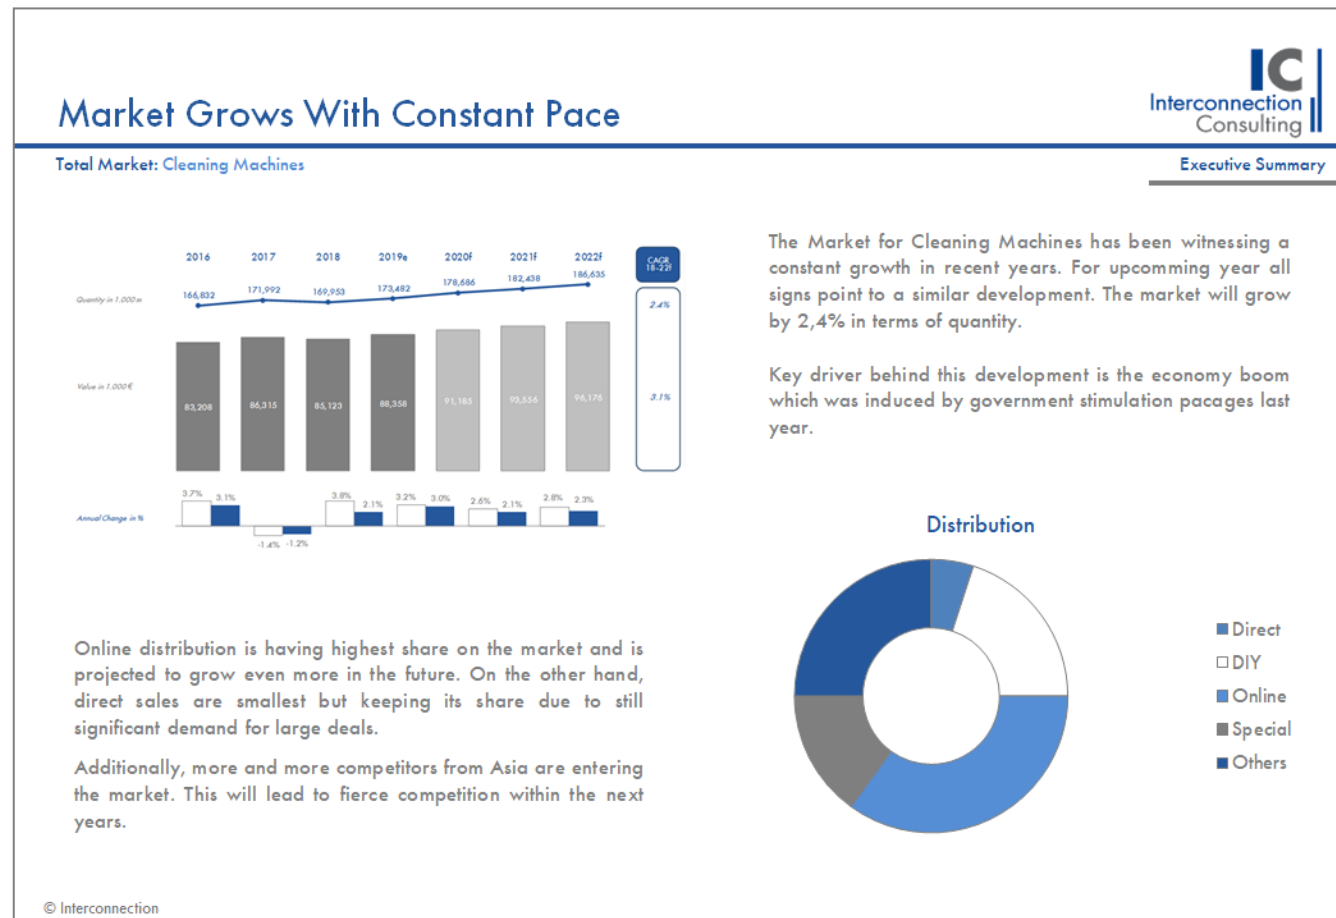 IC
Interconnection
Consulting
Market Grows With Constant Pace
Total Market: Cleaning Machines
Executive Summary
2016 2017 2018 2019e 2020f 2021f 2022f
CAGR
18-22f
Quantity in 1.000 m
166,832 171,992 169,953 173,482 178,686 182,438 186,635
2.4%
Value in 1.000 €
83,208 86,315 85,123 88,358 91,185 93,556 96,176
3.1%
Annual Change in %
3.7% 3.1% -1.4% -1.2% 3.8% 2.1% 3.2% 3.0% 2.6% 2.1% 2.8% 2.3%
The Market for Cleaning Machines has been witnessing a
constant growth in recent years. For upcomming year all
signs point to a similar development. The market will grow
by 2,4% in terms of quantity.
Key driver behind this development is the economy boom
which was induced by government stimulation pacages last
year.
Online distribution is having highest share on the market and is
projected to grow even more in the future. On the other hand,
direct sales are smallest but keeping its share due to still
significant demand for large deals.
Additionally, more and more competitors from Asia are entering
the market. This will lead to fierce competition within the next
years.
Distribution
Direct
DIY
Online
Special
Others
© Interconnection